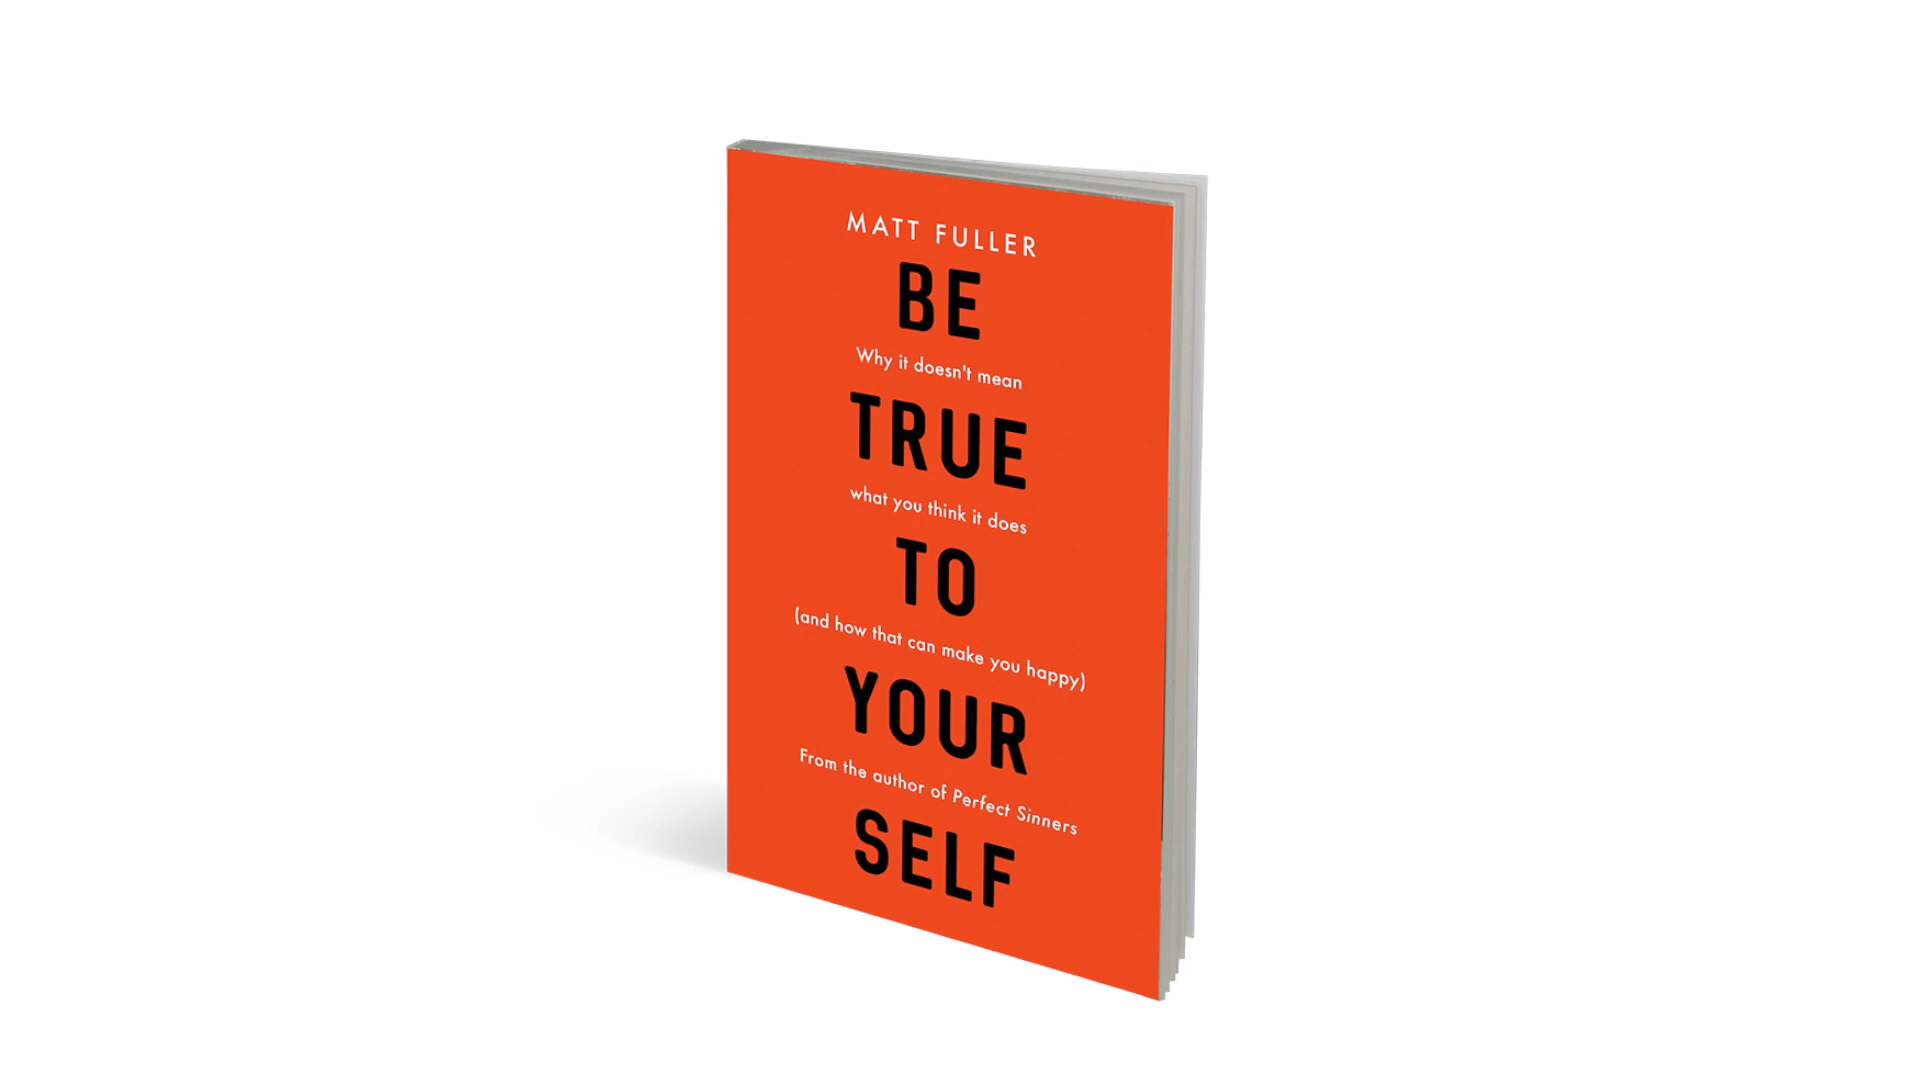 MATT FULLER
BE
Why it doesn't mean
TRUE
what you think it does
TO
(and how that can make you happy)
YOUR
From the author of Perfect Sinners
SELF